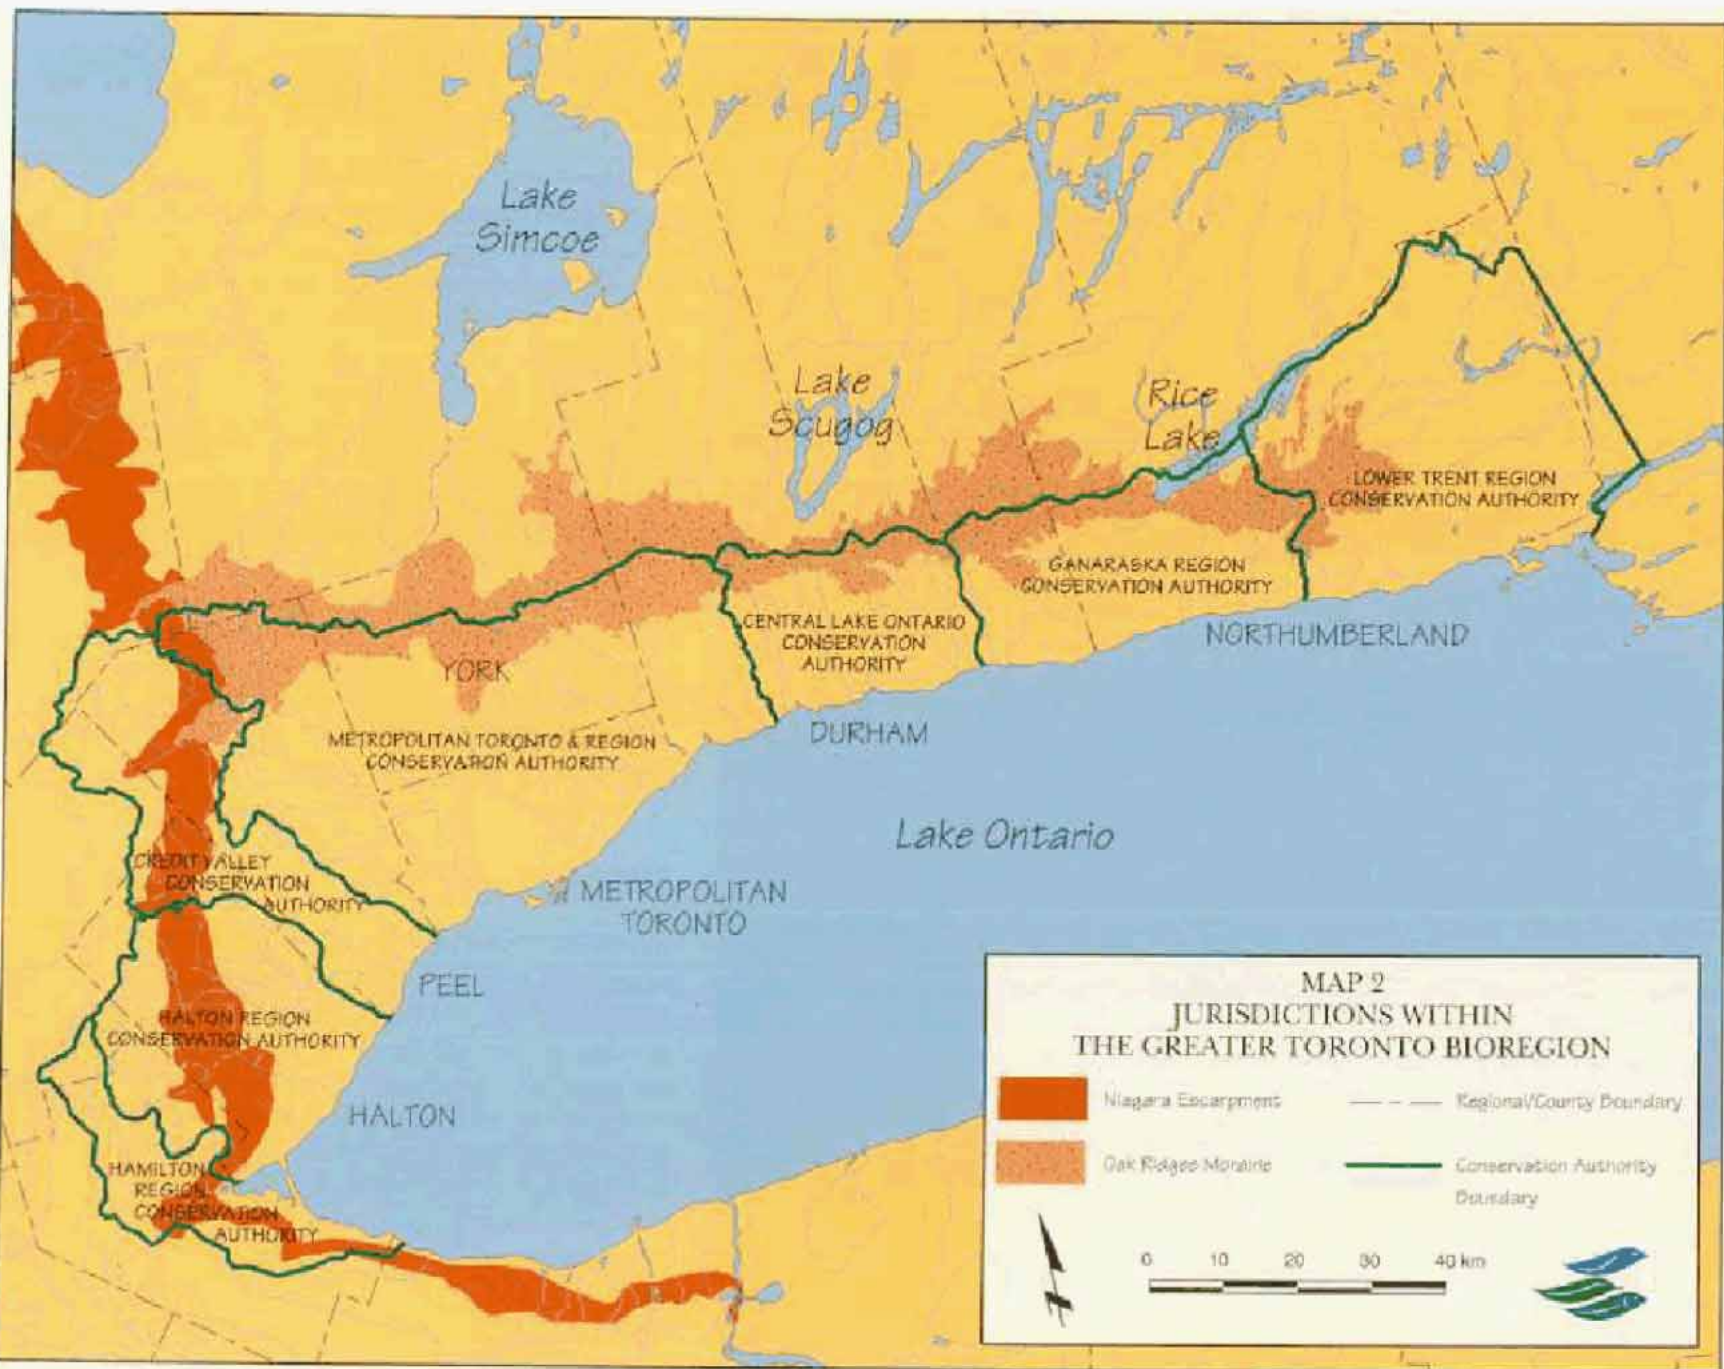 Lake
Simcoe
Lake
Scugog
Rice
Lake
LOWER TRENT REGION
CONSERVATION AUTHORITY
GANARASKA REGION
CONSERVATION AUTHORITY
NORTHUMBERLAND
CENTRAL LAKE ONTARIO
CONSERVATION
AUTHORITY
YORK
DURHAM
METROPOLITAN TORONTO & REGION
CONSERVATION AUTHORITY
Lake Ontario
CREDIT VALLEY
CONSERVATION
AUTHORITY
METROPOLITAN
TORONTO
PEEL
HALTON REGION
CONSERVATION AUTHORITY
HALTON
HAMILTON
REGION
CONSERVATION
AUTHORITY
MAP 2
JURISDICTIONS WITHIN
THE GREATER TORONTO BIOREGION
Niagara Escarpment
Regional/County Boundary
Oak Ridges Moraine
Conservation Authority
Boundary
0 10 20 30 40 km